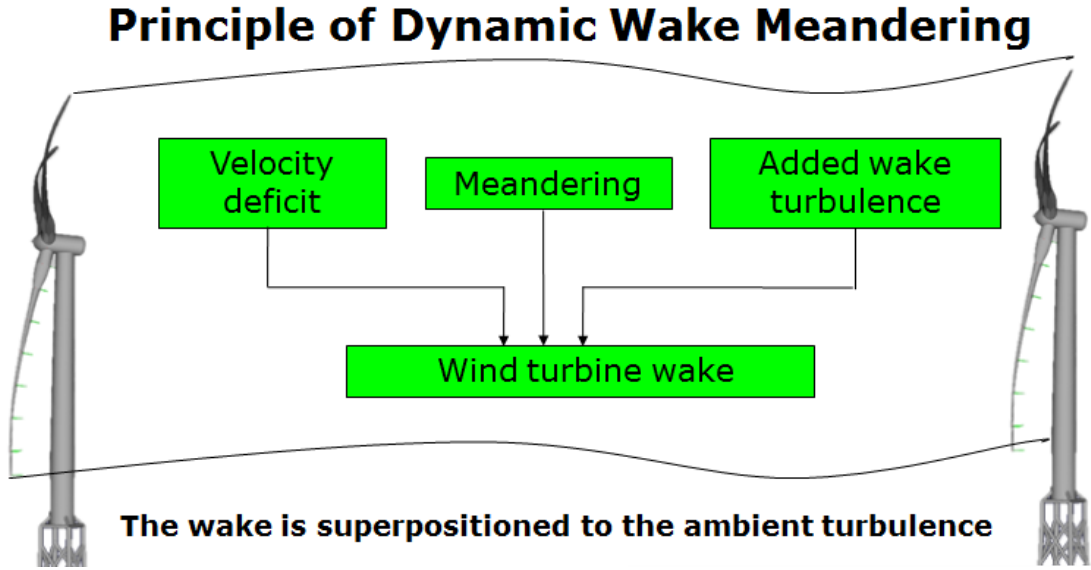 Principle of Dynamic Wake Meandering
Velocity
deficit
Meandering
Added wake
turbulence
Wind turbine wake
The wake is superpositioned to the ambient turbulence